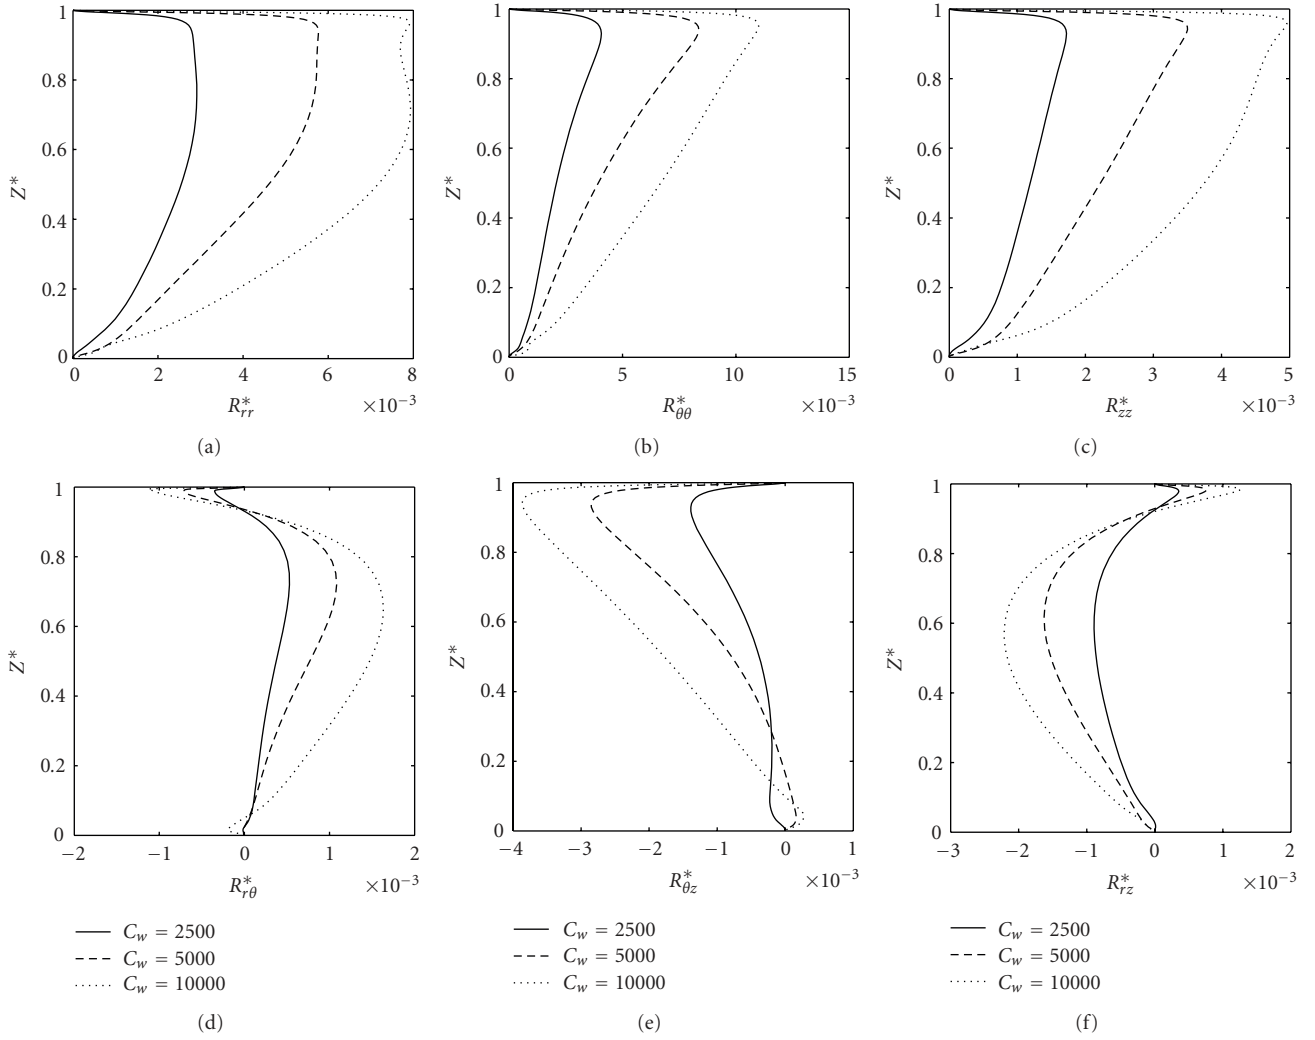 1
0.8
0.6
Z*
0.4
0.2
0
0 2 4 6 8
R*rr ×10−3
(a)
1
0.8
0.6
Z*
0.4
0.2
0
0 5 10 15
R*θθ ×10−3
(b)
1
0.8
0.6
Z*
0.4
0.2
0
0 1 2 3 4 5
R*zz ×10−3
(c)
1
0.8
0.6
Z*
0.4
0.2
0
−2 −1 0 1 2
R*rθ ×10−3
Cw = 2500
Cw = 5000
Cw = 10000
(d)
1
0.8
0.6
Z*
0.4
0.2
0
−4 −3 −2 −1 0 1
R*θz ×10−3
Cw = 2500
Cw = 5000
Cw = 10000
(e)
1
0.8
0.6
Z*
0.4
0.2
0
−3 −2 −1 0 1 2
R*rz ×10−3
Cw = 2500
Cw = 5000
Cw = 10000
(f)